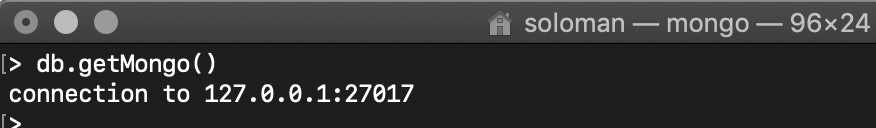 soloman — mongo — 96×24
[> db.getMongo()
connection to 127.0.0.1:27017
[>